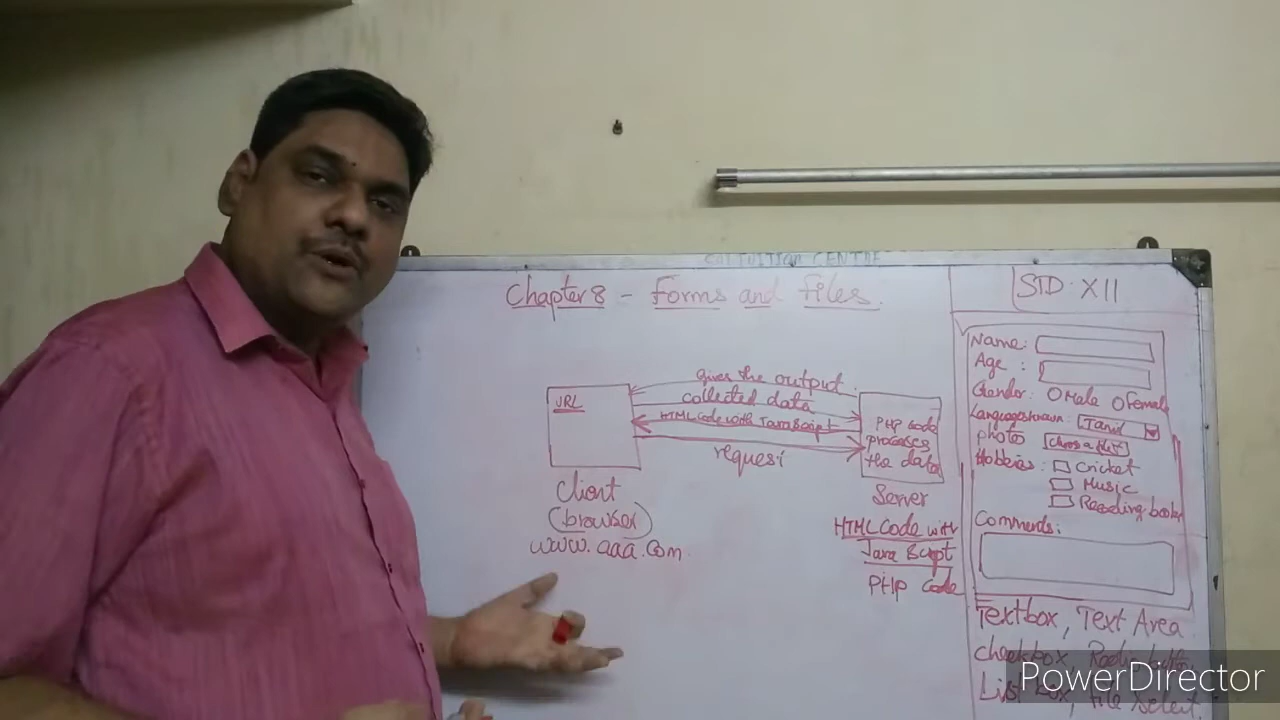 TUITION CENTRE
Chapter 8 - Forms and files.
STD XII
Name:
Age :
Gender: Male Female
Languages known: Tamil
photo Choose a file
Hobbies: Cricket
Music
Reading books
Comments:
Textbox, Text Area
checkbox, Radio button
List box, File Select
URL
gives the output
collected data
HTML Code with JavaScript
request
PHP Code
processes
the data
Client
(browser)
www.aaa.com
Server
HTML Code with
Java Script
PHP Code
PowerDirector